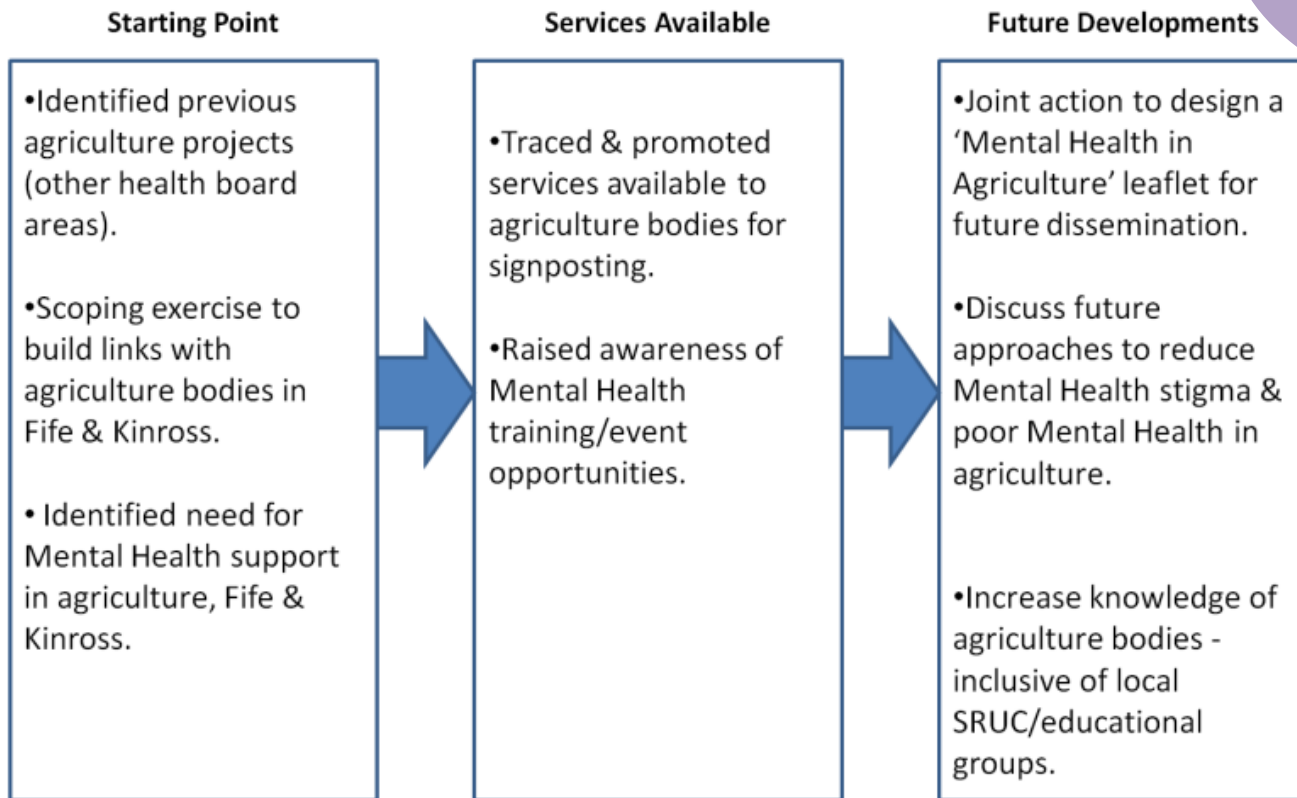 Starting Point
•Identified previous
agriculture projects
(other health board
areas).
•Scoping exercise to
build links with
agriculture bodies in
Fife & Kinross.
• Identified need for
Mental Health support
in agriculture, Fife &
Kinross.
Services Available
•Traced & promoted
services available to
agriculture bodies for
signposting.
•Raised awareness of
Mental Health
training/event
opportunities.
Future Developments
•Joint action to design a
‘Mental Health in
Agriculture’ leaflet for
future dissemination.
•Discuss future
approaches to reduce
Mental Health stigma &
poor Mental Health in
agriculture.
•Increase knowledge of
agriculture bodies -
inclusive of local
SRUC/educational
groups.